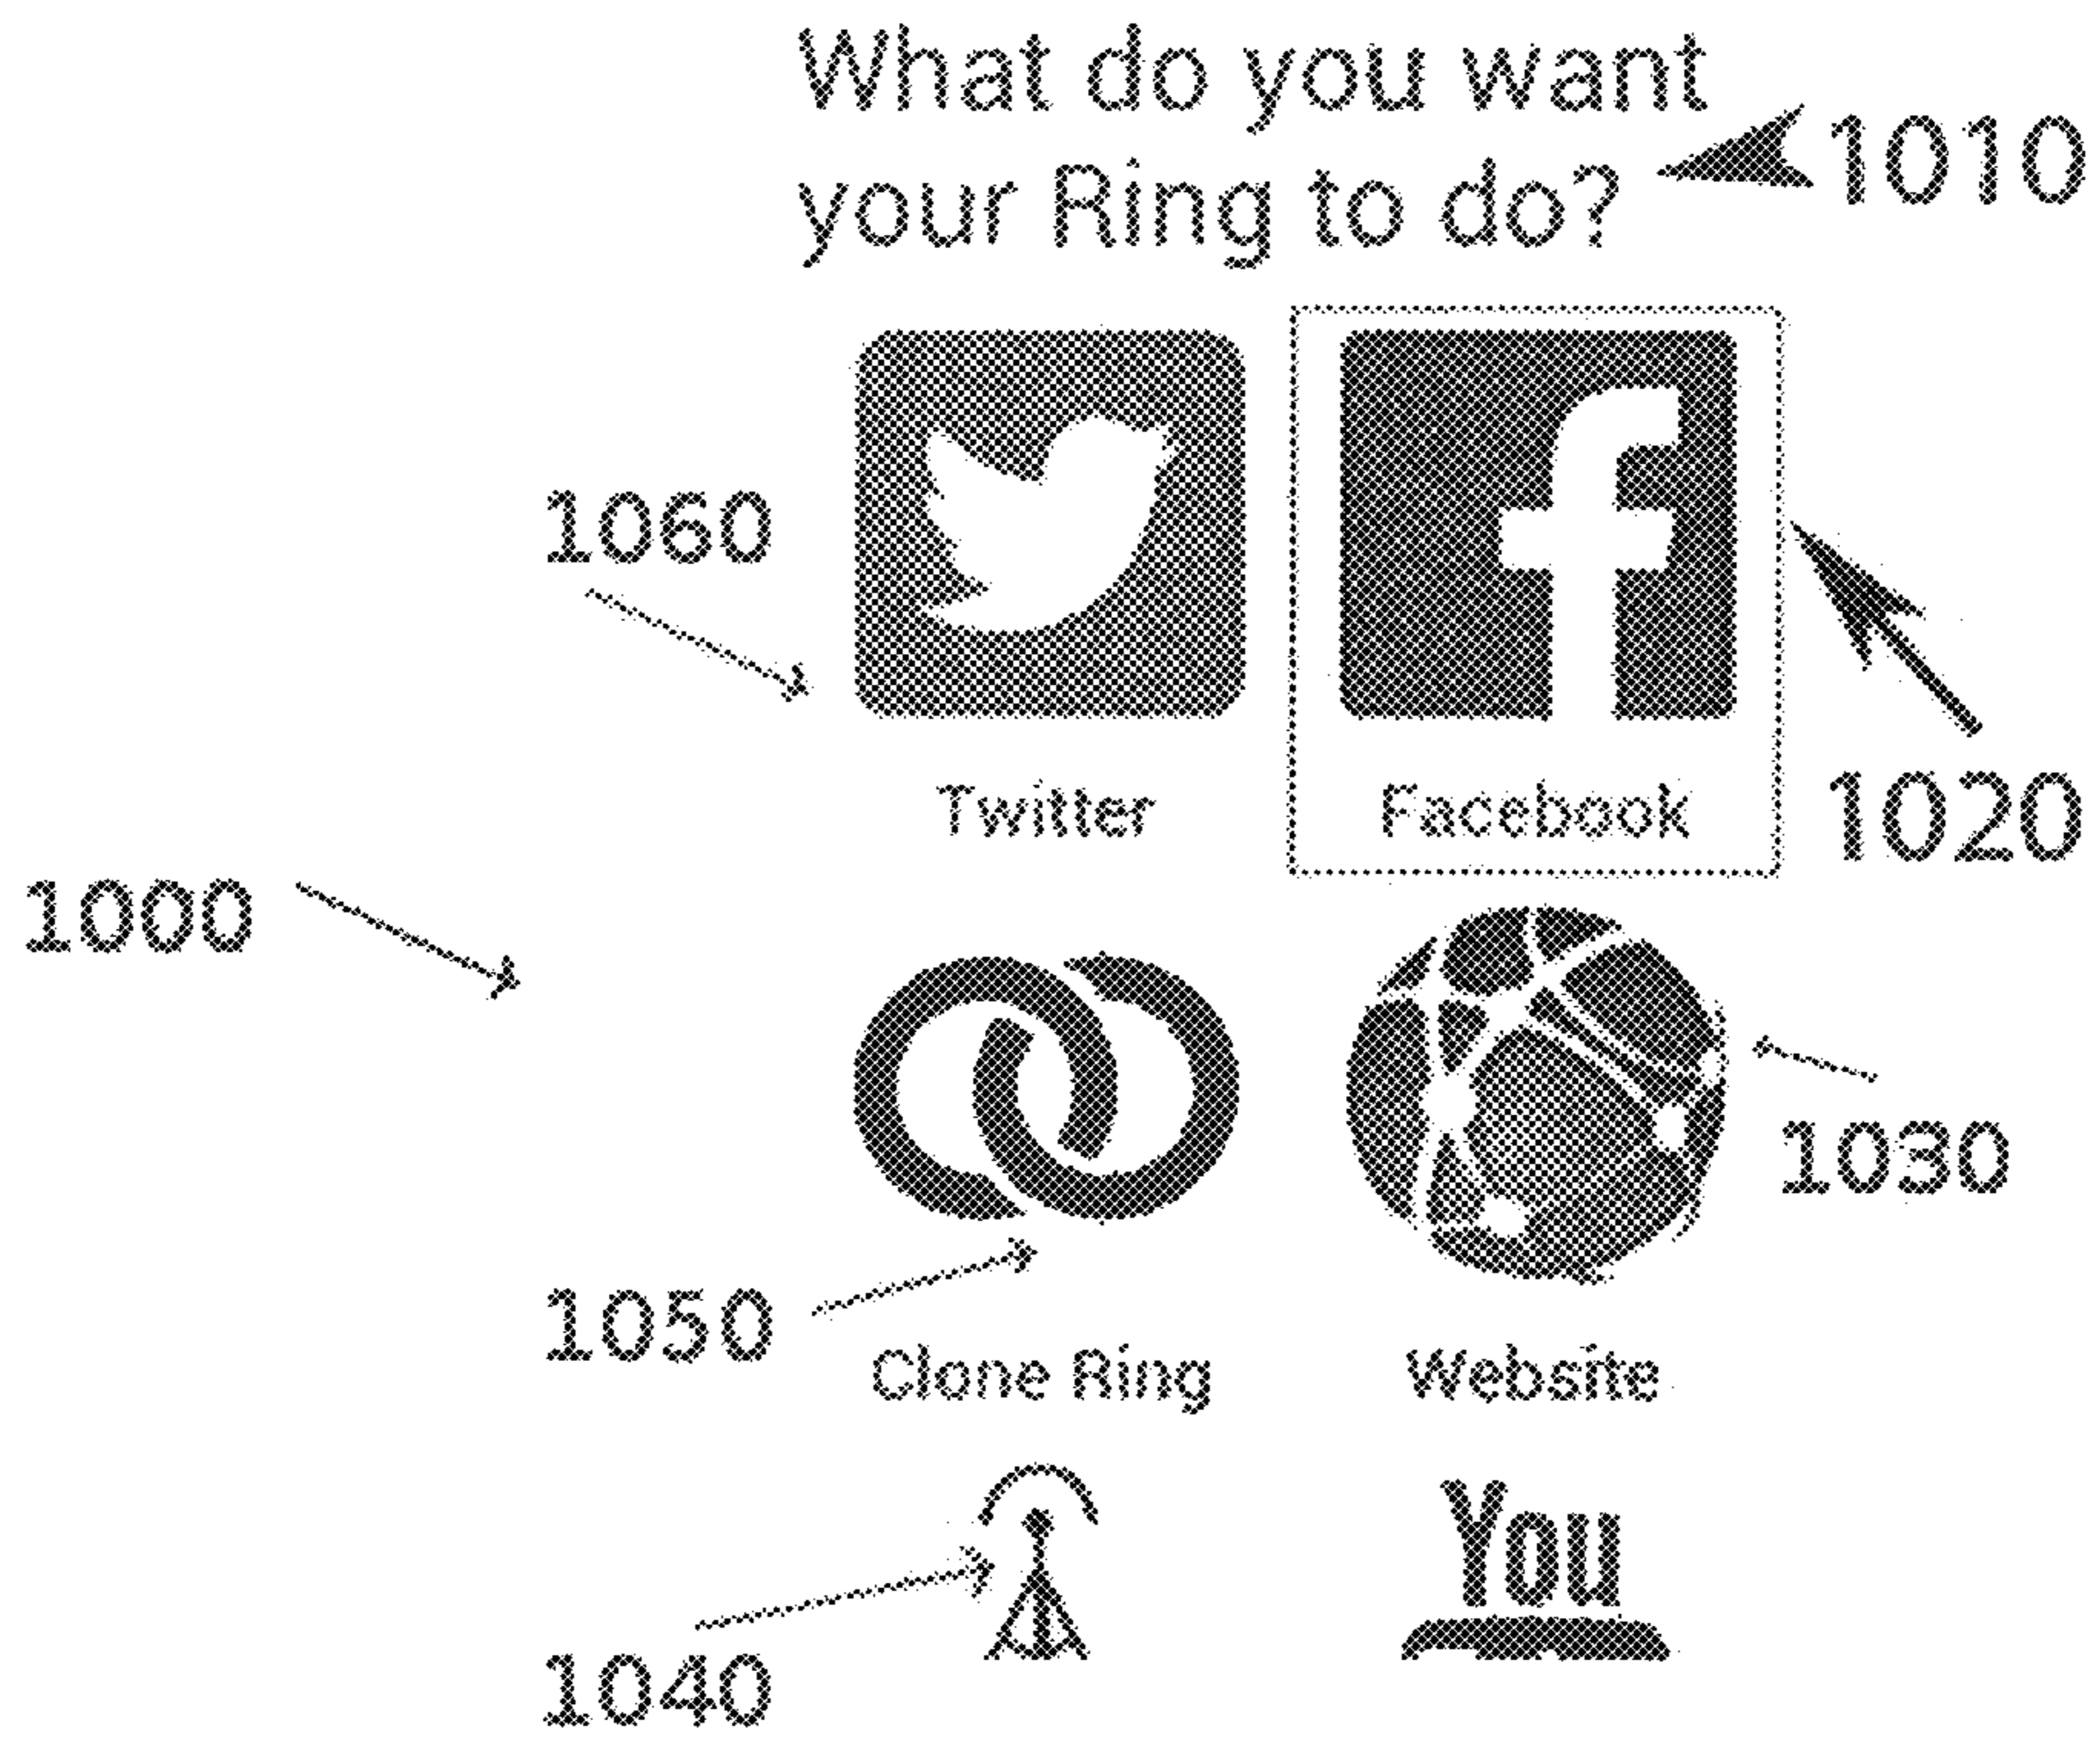 What do you want
your Ring to do?
1010
1060
Twitter
Facebook
1020
1000
1030
1050
Clone Ring
Website
You
1040